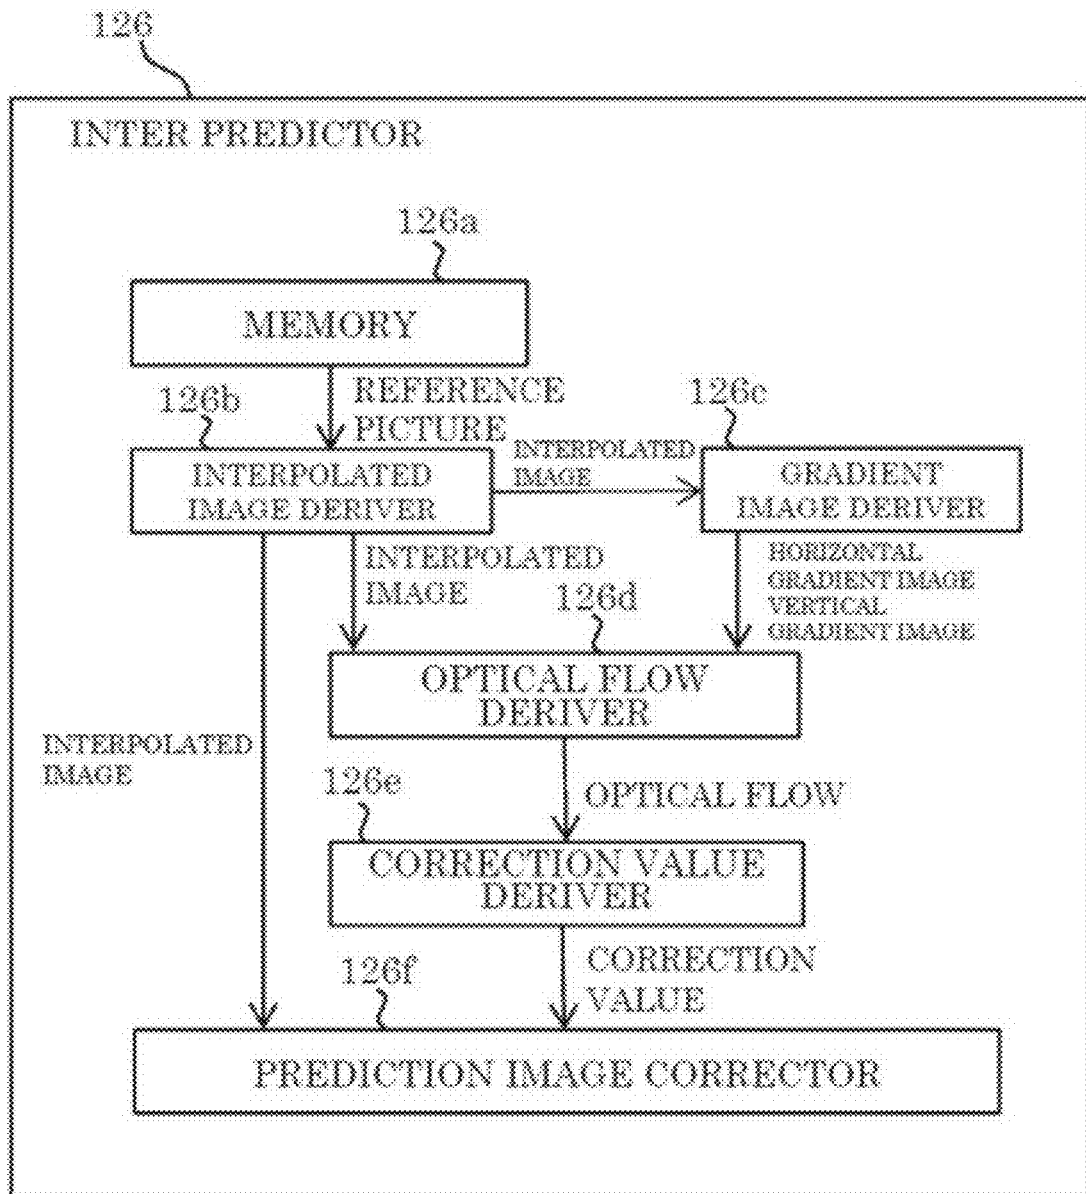 126
INTER PREDICTOR
126a
MEMORY
REFERENCE
PICTURE
126b
126c
INTERPOLATED
IMAGE DERIVER
INTERPOLATED
IMAGE
GRADIENT
IMAGE DERIVER
INTERPOLATED
IMAGE
HORIZONTAL
GRADIENT IMAGE
VERTICAL
GRADIENT IMAGE
126d
OPTICAL FLOW
DERIVER
INTERPOLATED
IMAGE
OPTICAL FLOW
126e
CORRECTION VALUE
DERIVER
CORRECTION
VALUE
126f
PREDICTION IMAGE CORRECTOR